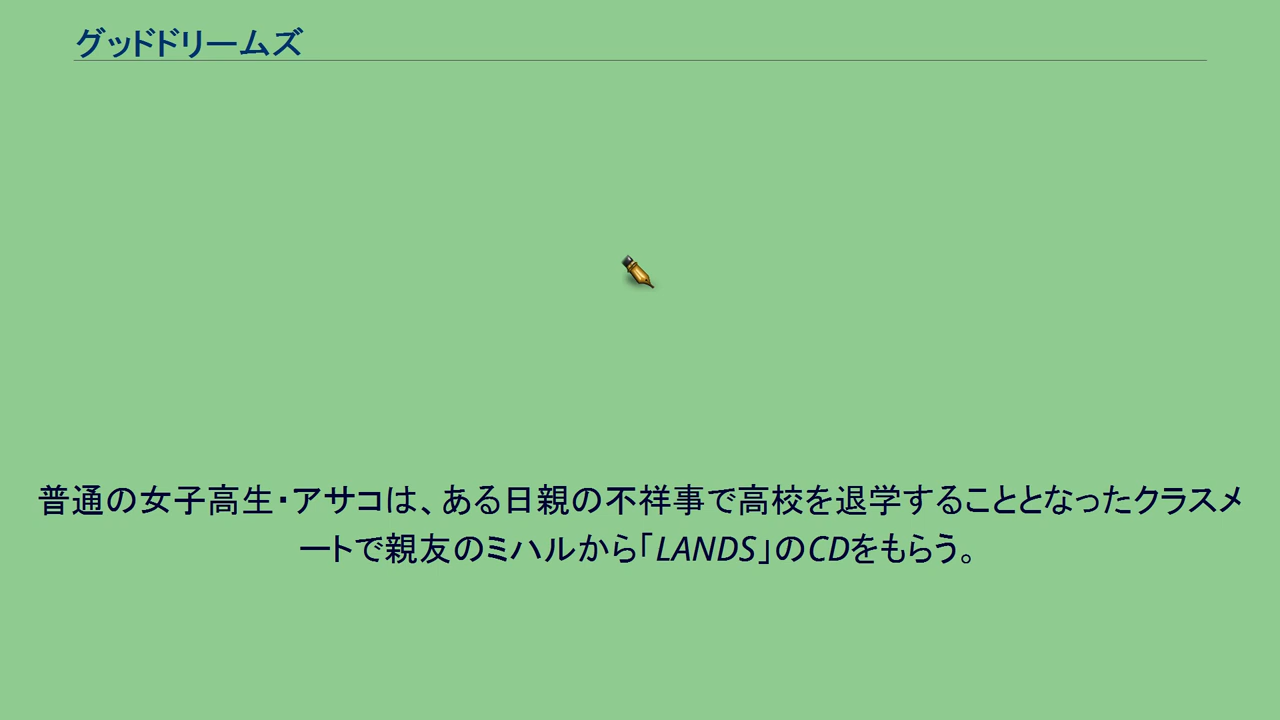 グッドドリームズ
普通の女子高生・アサコは、ある日親の不祥事で高校を退学することとなったクラスメ
ートで親友のミハルから「LANDS」のCDをもらう。